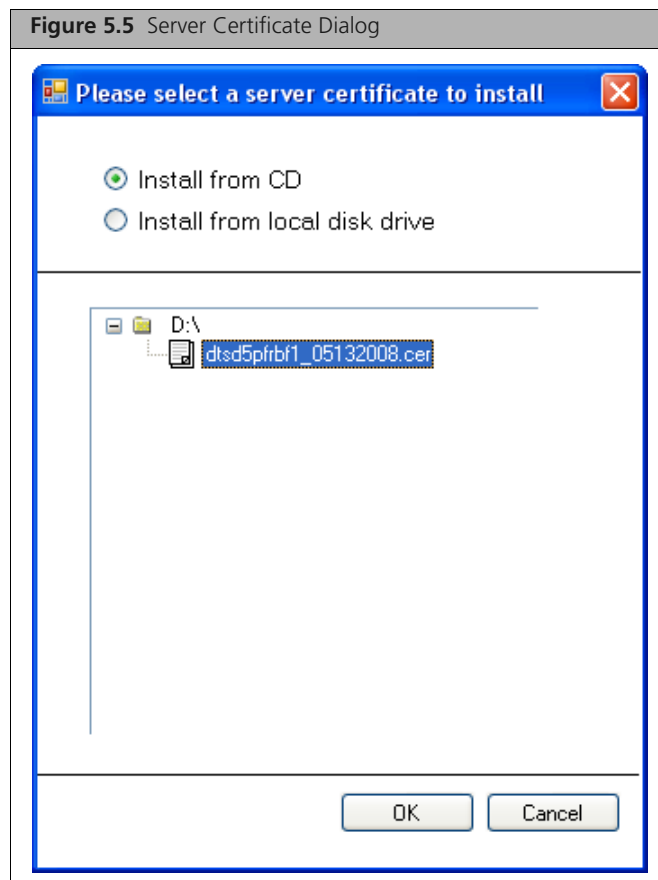 Figure 5.5 Server Certificate Dialog
Please select a server certificate to install
Install from CD
Install from local disk drive
D:\
dtsd5pfrbf1_05132008.cer
OK
Cancel